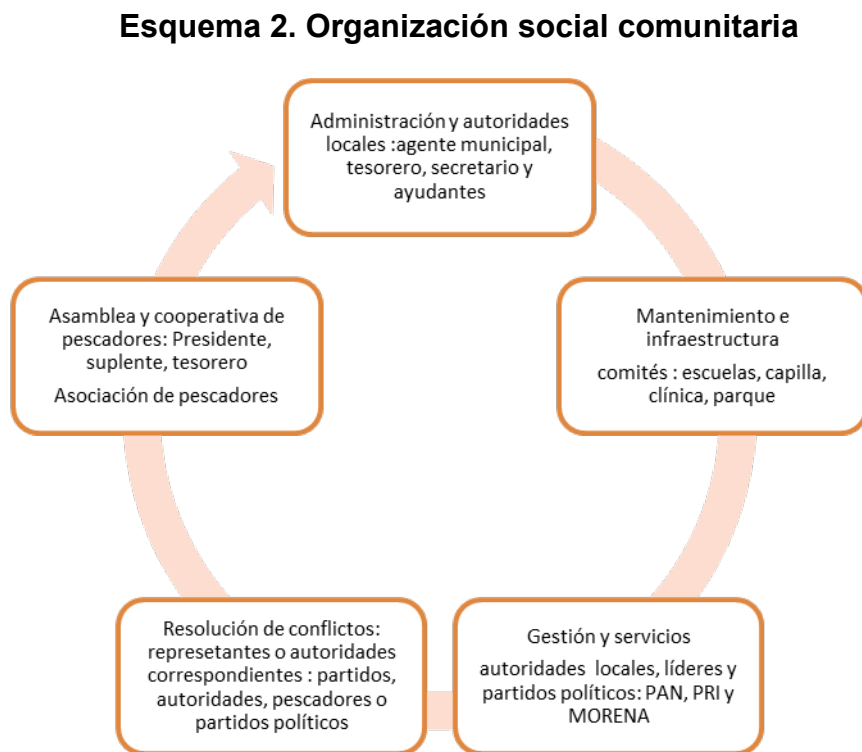 Esquema 2. Organización social comunitaria
Administración y autoridades
locales :agente municipal,
tesorero, secretario y
ayudantes
Mantenimiento e
infraestructura
comités : escuelas, capilla,
clínica, parque
Gestión y servicios
autoridades locales, líderes y
partidos políticos: PAN, PRI y
MORENA
Resolución de conflictos:
represetantes o autoridades
correspondientes : partidos,
autoridades, pescadores o
partidos políticos
Asamblea y cooperativa de
pescadores: Presidente,
suplente, tesorero
Asociación de pescadores